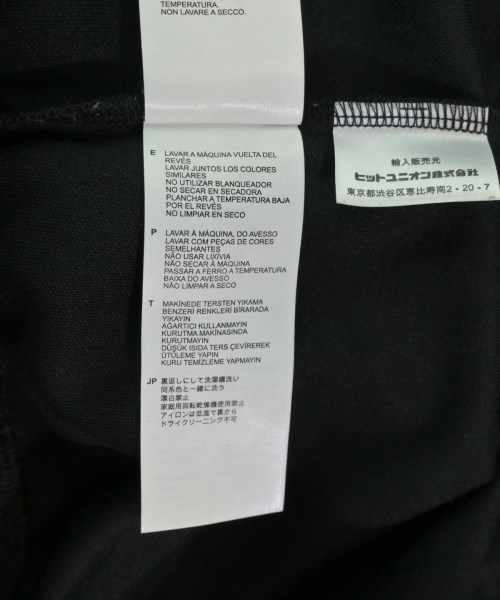 TEMPERATURA.
NON LAVARE A SECCO.
E LAVAR A MÁQUINA VUELTA DEL
REVÉS
LAVAR JUNTOS LOS COLORES
SIMILARES
NO UTILIZAR BLANQUEADOR
NO SECAR EN SECADORA
PLANCHAR A TEMPERATURA BAJA
POR EL REVÉS
NO LIMPIAR EN SECO
P LAVAR À MÁQUINA, DO AVESSO
LAVAR COM PEÇAS DE CORES
SEMELHANTES
NÃO USAR LIXÍVIA
NÃO SECAR À MÁQUINA
PASSAR A FERRO A TEMPERATURA
BAIXA DO AVESSO
NÃO LIMPAR A SECO
T MAKİNEDE TERSTEN YIKAMA
BENZERİ RENKLERİ BİRARADA
YIKAYIN
AĞARTICI KULLANMAYIN
KURUTMA MAKİNASINDA
KURUTMAYIN
DÜŞÜK ISIDA TERS ÇEVİREREK
ÜTÜLEME YAPIN
KURU TEMİZLEME YAPMAYIN
JP 裏返しにして洗濯機洗い
同系色と一緒に洗う
漂白禁止
家庭用回転乾燥機使用禁止
アイロンは低温で裏から
ドライクリーニング不可
輸入販売元
ヒットユニオン株式会社
東京都渋谷区恵比寿南2-20-7